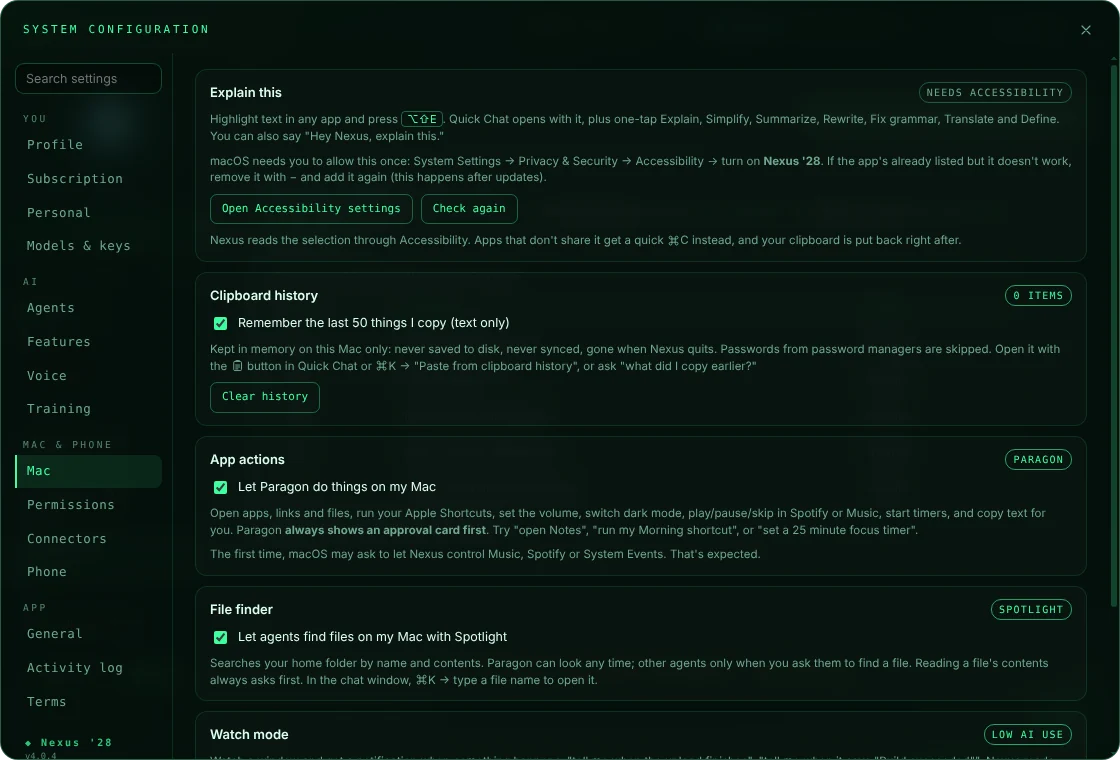 SYSTEM CONFIGURATION
Search settings
YOU
Profile
Subscription
Personal
Models & keys
AI
Agents
Features
Voice
Training
MAC & PHONE
Mac
Permissions
Connectors
Phone
APP
General
Activity log
Terms
◆ Nexus '28
v4.0.4
Explain this
NEEDS ACCESSIBILITY
Highlight text in any app and press ⌥⇧E. Quick Chat opens with it, plus one-tap Explain, Simplify, Summarize, Rewrite, Fix grammar, Translate and Define.
You can also say "Hey Nexus, explain this."
macOS needs you to allow this once: System Settings → Privacy & Security → Accessibility → turn on Nexus '28. If the app's already listed but it doesn't work,
remove it with − and add it again (this happens after updates).
Open Accessibility settings
Check again
Nexus reads the selection through Accessibility. Apps that don't share it get a quick ⌘C instead, and your clipboard is put back right after.
Clipboard history
0 ITEMS
Remember the last 50 things I copy (text only)
Kept in memory on this Mac only: never saved to disk, never synced, gone when Nexus quits. Passwords from password managers are skipped. Open it with
the 📋 button in Quick Chat or ⌘K → "Paste from clipboard history", or ask "what did I copy earlier?"
Clear history
App actions
PARAGON
Let Paragon do things on my Mac
Open apps, links and files, run your Apple Shortcuts, set the volume, switch dark mode, play/pause/skip in Spotify or Music, start timers, and copy text for
you. Paragon always shows an approval card first. Try "open Notes", "run my Morning shortcut", or "set a 25 minute focus timer".
The first time, macOS may ask to let Nexus control Music, Spotify or System Events. That's expected.
File finder
SPOTLIGHT
Let agents find files on my Mac with Spotlight
Searches your home folder by name and contents. Paragon can look any time; other agents only when you ask them to find a file. Reading a file's contents
always asks first. In the chat window, ⌘K → type a file name to open it.
Watch mode
LOW AI USE